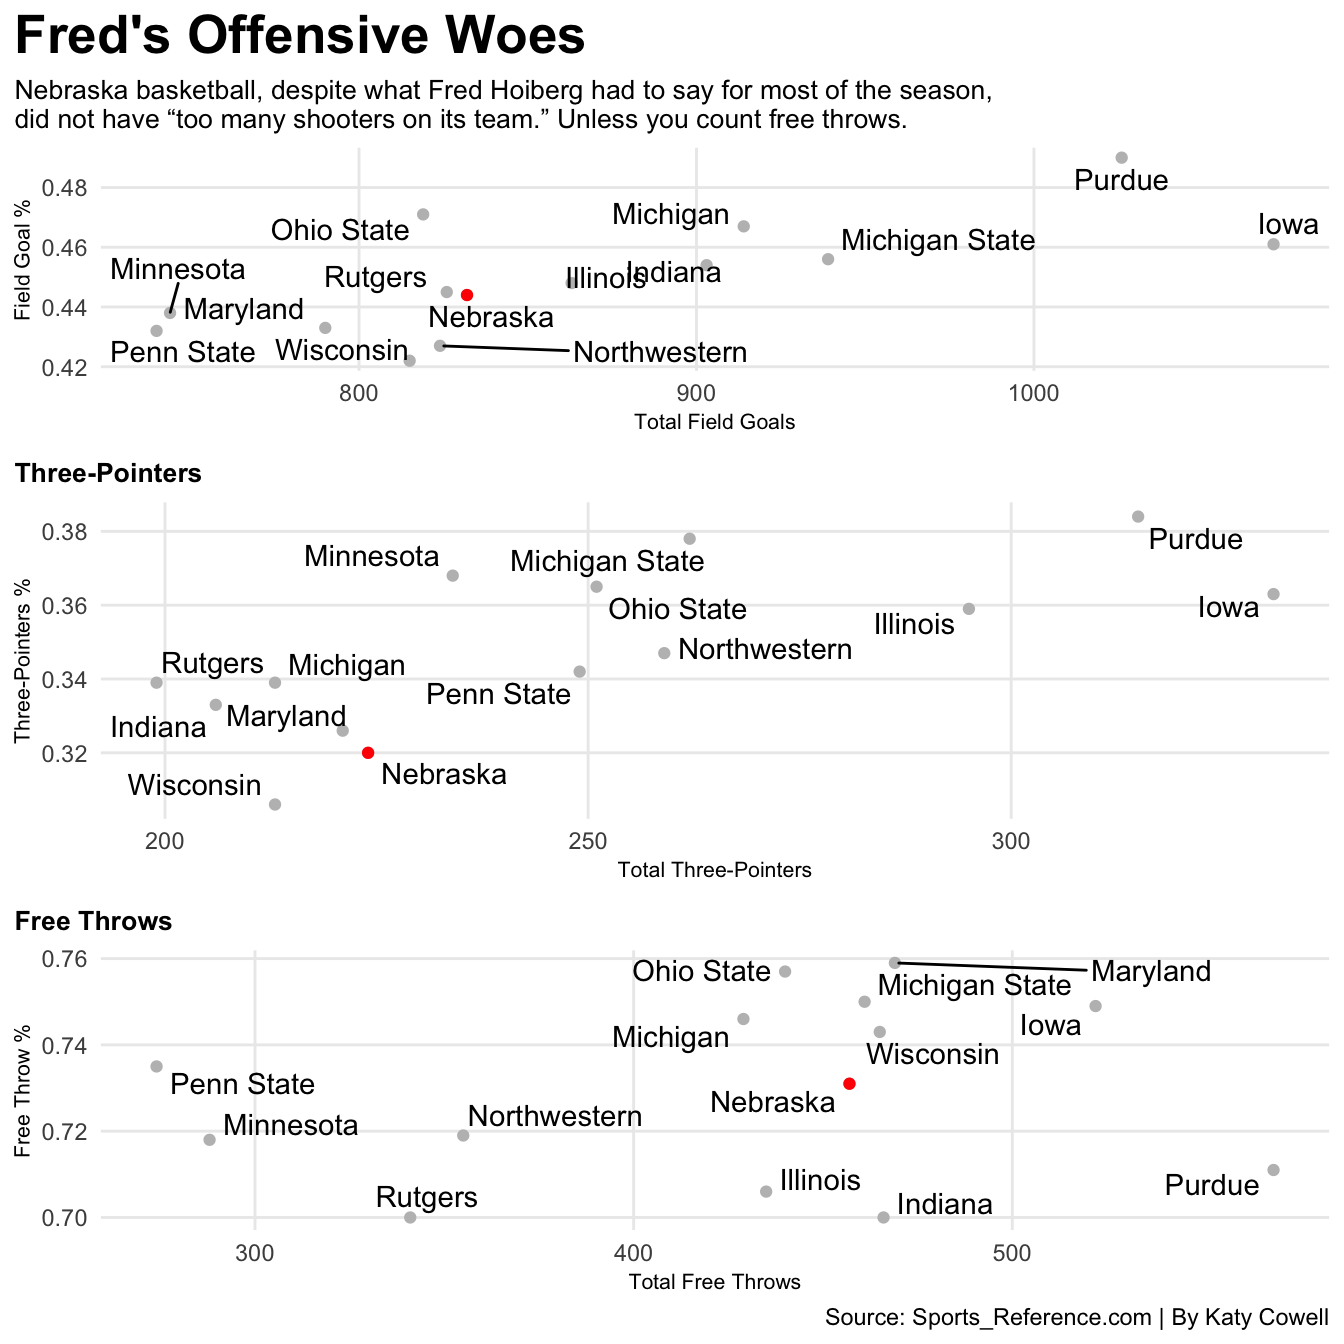 Fred's Offensive Woes
Nebraska basketball, despite what Fred Hoiberg had to say for most of the season,
did not have “too many shooters on its team.” Unless you count free throws.
Field Goal %
0.48
0.46
0.44
0.42
Purdue
Iowa
Michigan
Ohio State
Michigan State
Minnesota
Rutgers
Illinois
Indiana
Maryland
Nebraska
Penn State
Wisconsin
Northwestern
800
900
1000
Total Field Goals
Three-Pointers
Three-Pointers %
0.38
0.36
0.34
0.32
Purdue
Minnesota
Michigan State
Ohio State
Iowa
Illinois
Northwestern
Rutgers
Michigan
Penn State
Indiana
Maryland
Nebraska
Wisconsin
200
250
300
Total Three-Pointers
Free Throws
Free Throw %
0.76
0.74
0.72
0.70
Ohio State
Maryland
Michigan State
Iowa
Michigan
Wisconsin
Penn State
Nebraska
Northwestern
Minnesota
Illinois
Purdue
Rutgers
Indiana
300
400
500
Total Free Throws
Source: Sports_Reference.com | By Katy Cowell